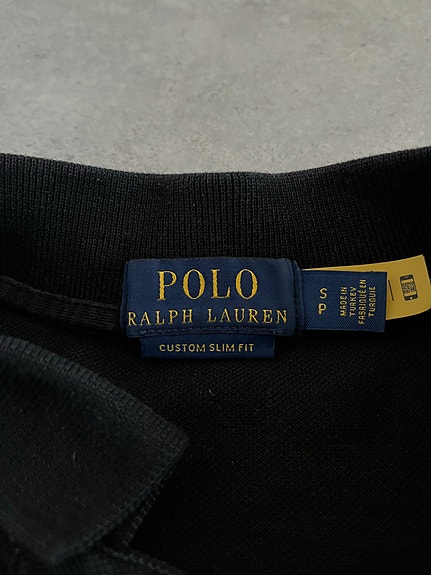 POLO
RALPH LAUREN
CUSTOM SLIM FIT
S
P
MADE IN
TURKEY
FABRIQUÉ EN
TURQUIE